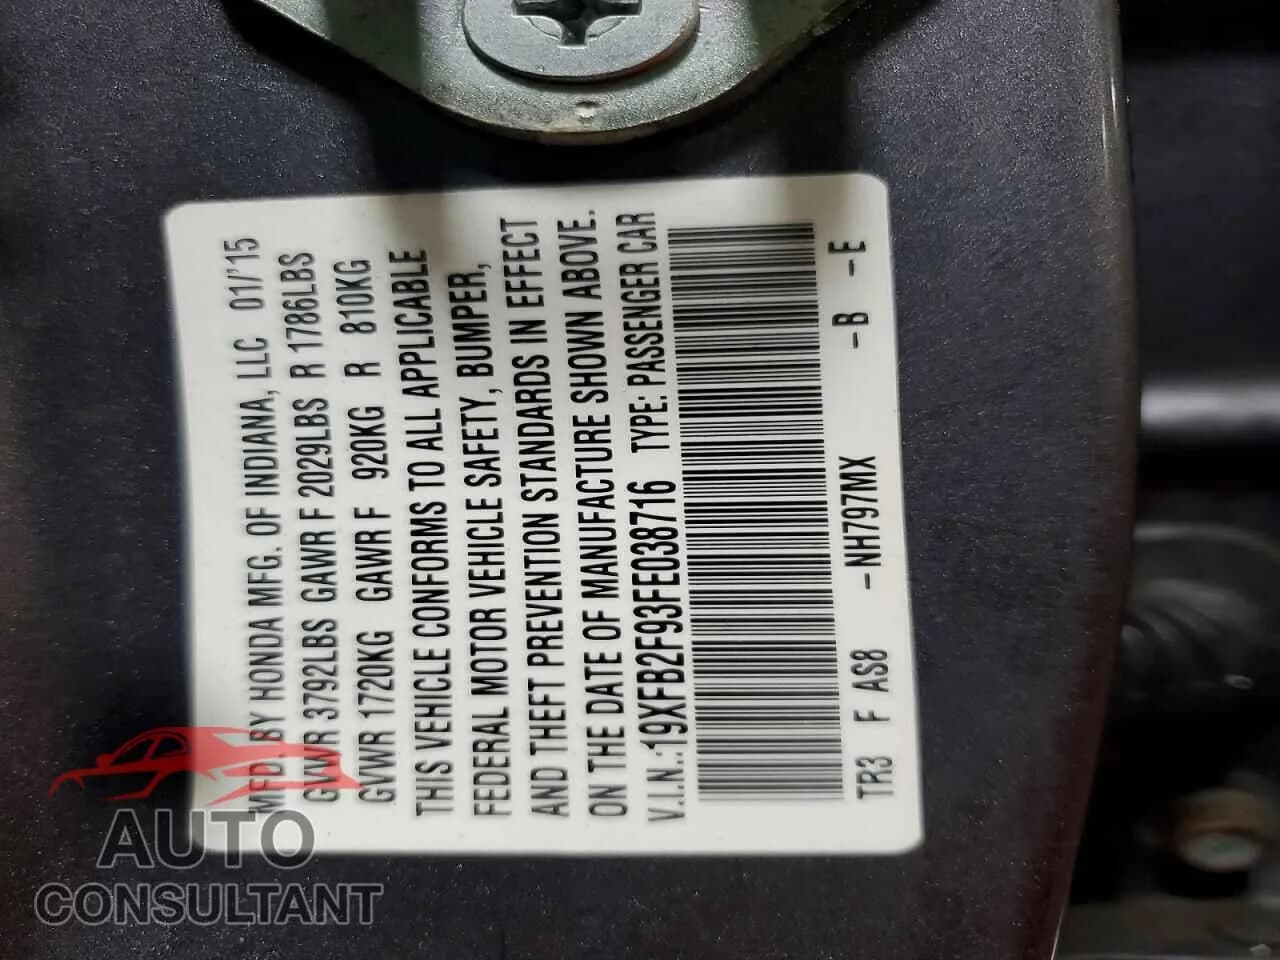 MFD. BY HONDA MFG. OF INDIANA, LLC 01/'15
GVWR 3792LBS GAWR F 2029LBS R 1786LBS
GVWR 1720KG GAWR F 920KG R 810KG
THIS VEHICLE CONFORMS TO ALL APPLICABLE
FEDERAL MOTOR VEHICLE SAFETY, BUMPER,
AND THEFT PREVENTION STANDARDS IN EFFECT
ON THE DATE OF MANUFACTURE SHOWN ABOVE.
V.I.N.:19XFB2F93FE038716 TYPE: PASSENGER CAR
TR3 F AS8 -NH797MX -B -E
AUTO
CONSULTANT